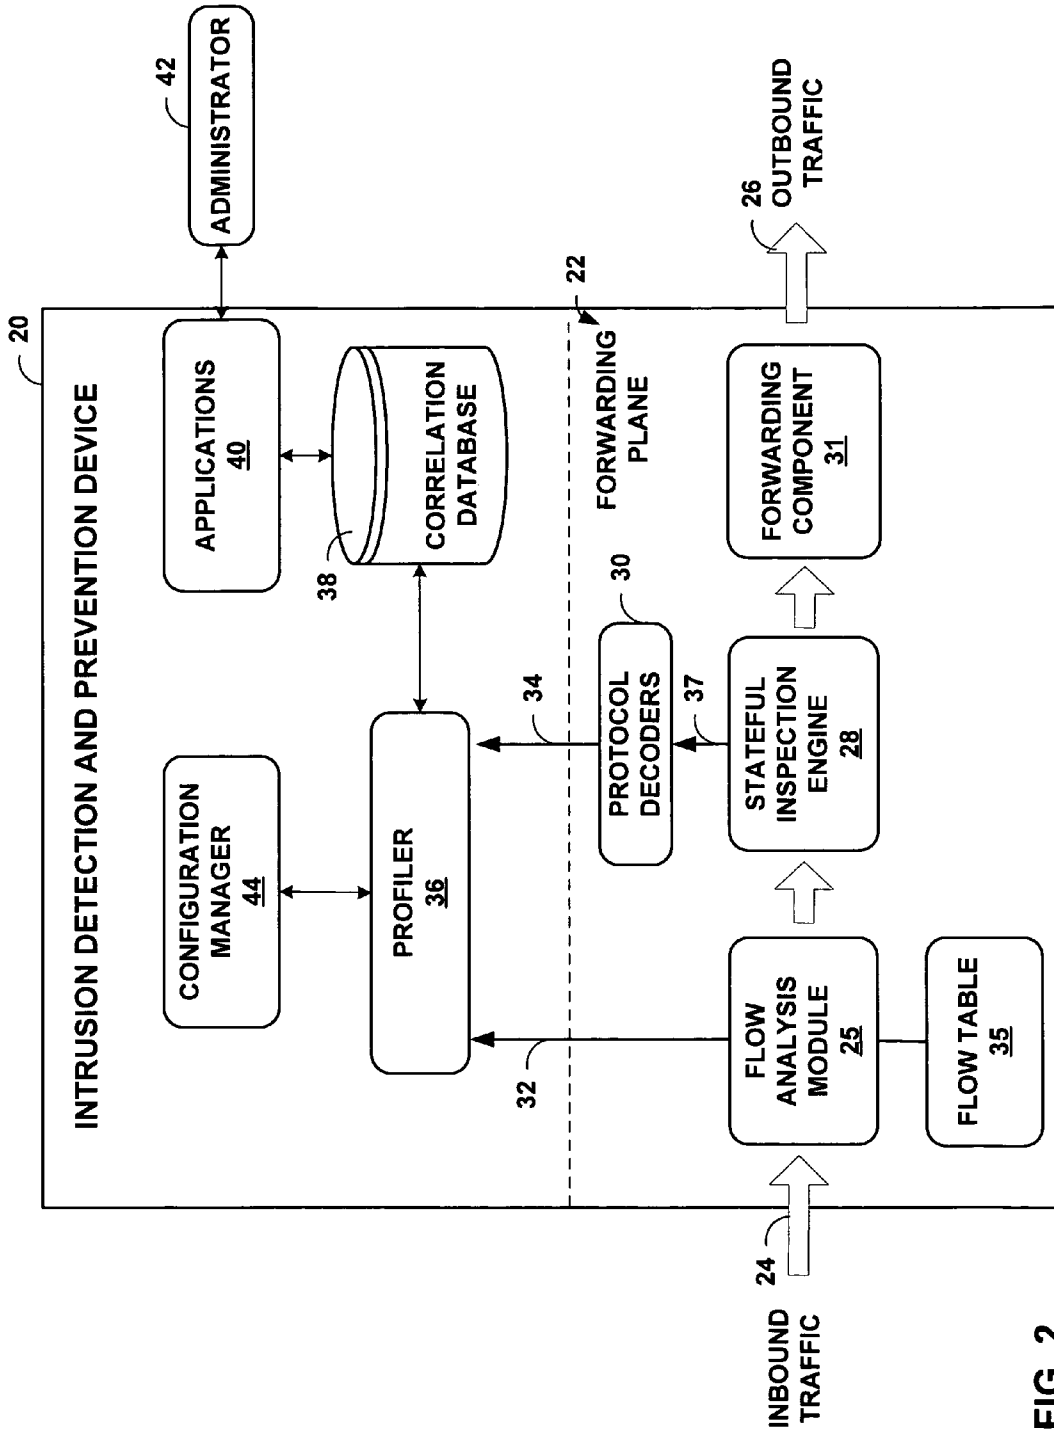 20
INTRUSION DETECTION AND PREVENTION DEVICE
42
ADMINISTRATOR
CONFIGURATION
MANAGER
44
APPLICATIONS
40
PROFILER
36
38
CORRELATION
DATABASE
32
34
22
FORWARDING
PLANE
PROTOCOL
DECODERS
30
37
INBOUND
TRAFFIC
24
FLOW
ANALYSIS
MODULE
25
STATEFUL
INSPECTION
ENGINE
28
FORWARDING
COMPONENT
31
26
OUTBOUND
TRAFFIC
FLOW TABLE
35
FIG. 2